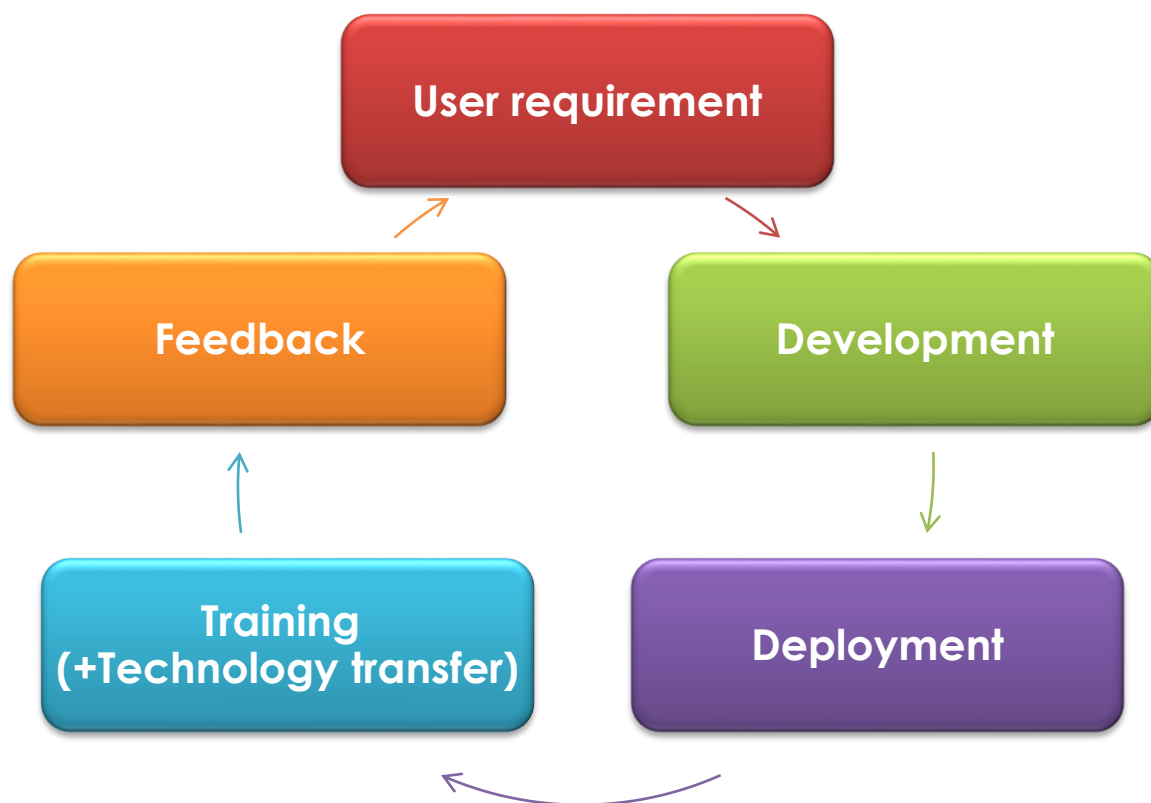 User requirement
Feedback
Development
Training
(+Technology transfer)
Deployment